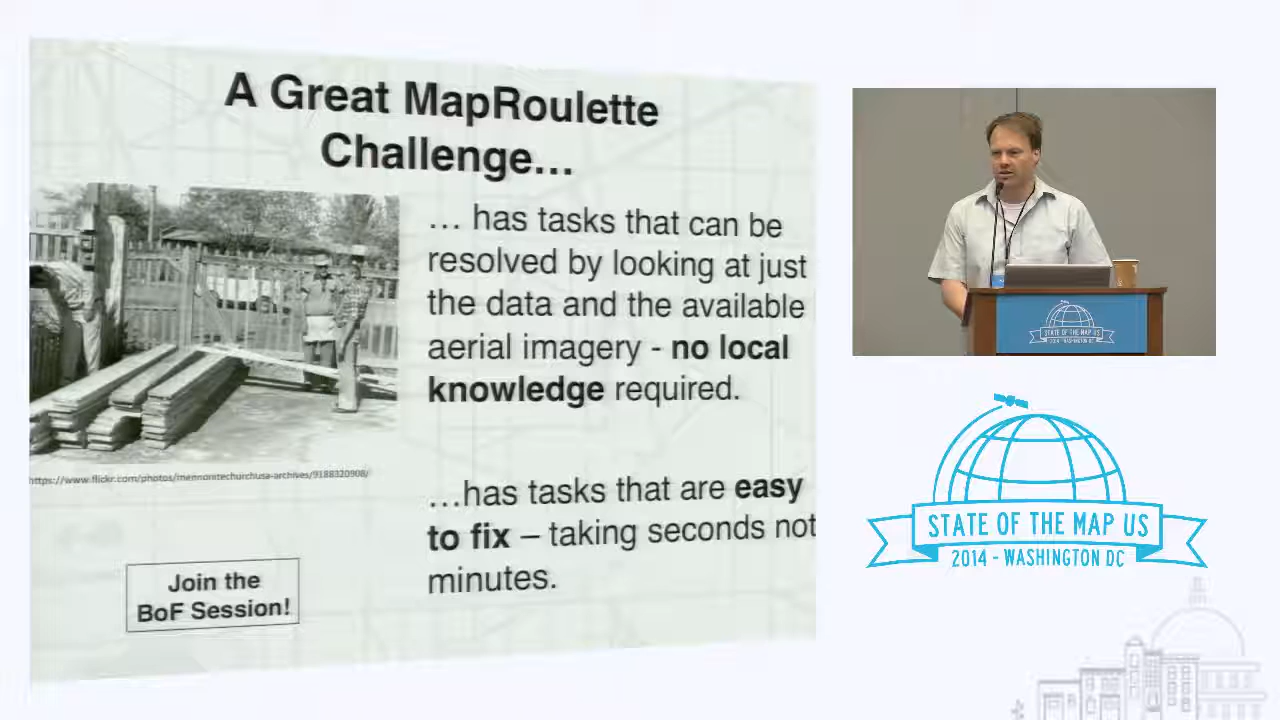 A Great MapRoulette
Challenge...
... has tasks that can be
resolved by looking at just
the data and the available
aerial imagery - no local
knowledge required.
https://www.flickr.com/photos/mennonitechurchusa-archives/9188320908/
...has tasks that are easy
to fix – taking seconds not
minutes.
Join the
BoF Session!
STATE OF THE MAP US
2014 - WASHINGTON DC
STATE OF THE MAP US
2014 - WASHINGTON DC